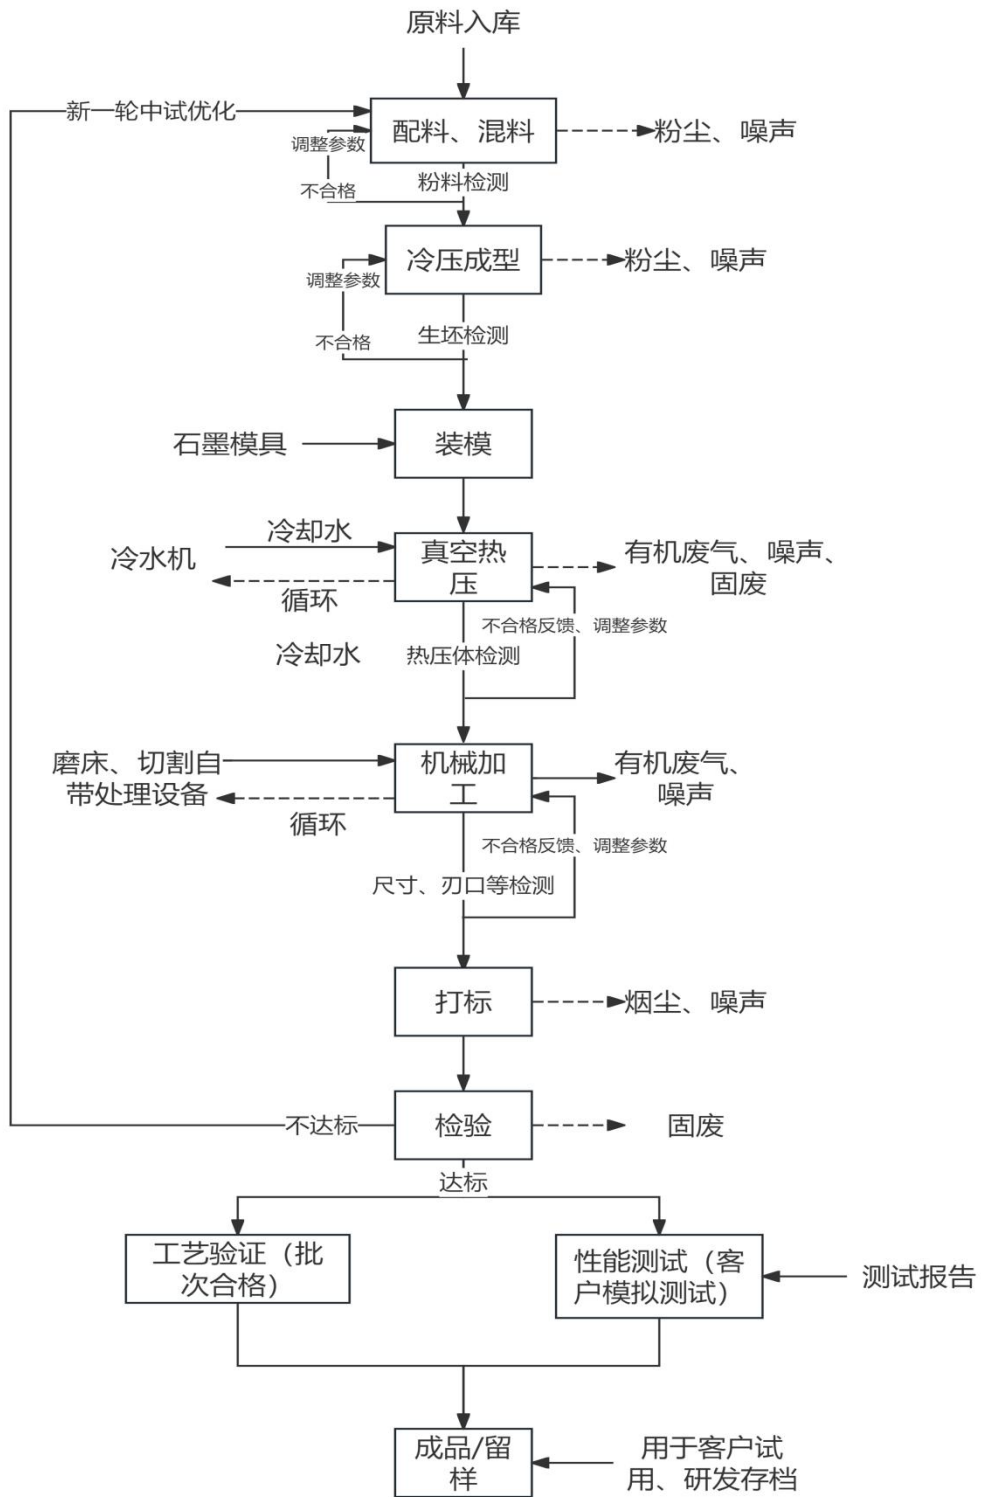 原料入库
新一轮中试优化
配料、混料
粉尘、噪声
调整参数
粉料检测
不合格
冷压成型
粉尘、噪声
调整参数
生坯检测
不合格
石墨模具
装模
冷却水
冷水机
真空热
压
有机废气、噪声、
固废
循环
不合格反馈、调整参数
冷却水
热压体检测
磨床、切割自
带处理设备
机械加
工
有机废气、
噪声
循环
不合格反馈、调整参数
尺寸、刃口等检测
打标
烟尘、噪声
不达标
检验
固废
达标
工艺验证（批
次合格）
性能测试（客
户模拟测试）
测试报告
成品/留
样
用于客户试
用、研发存档